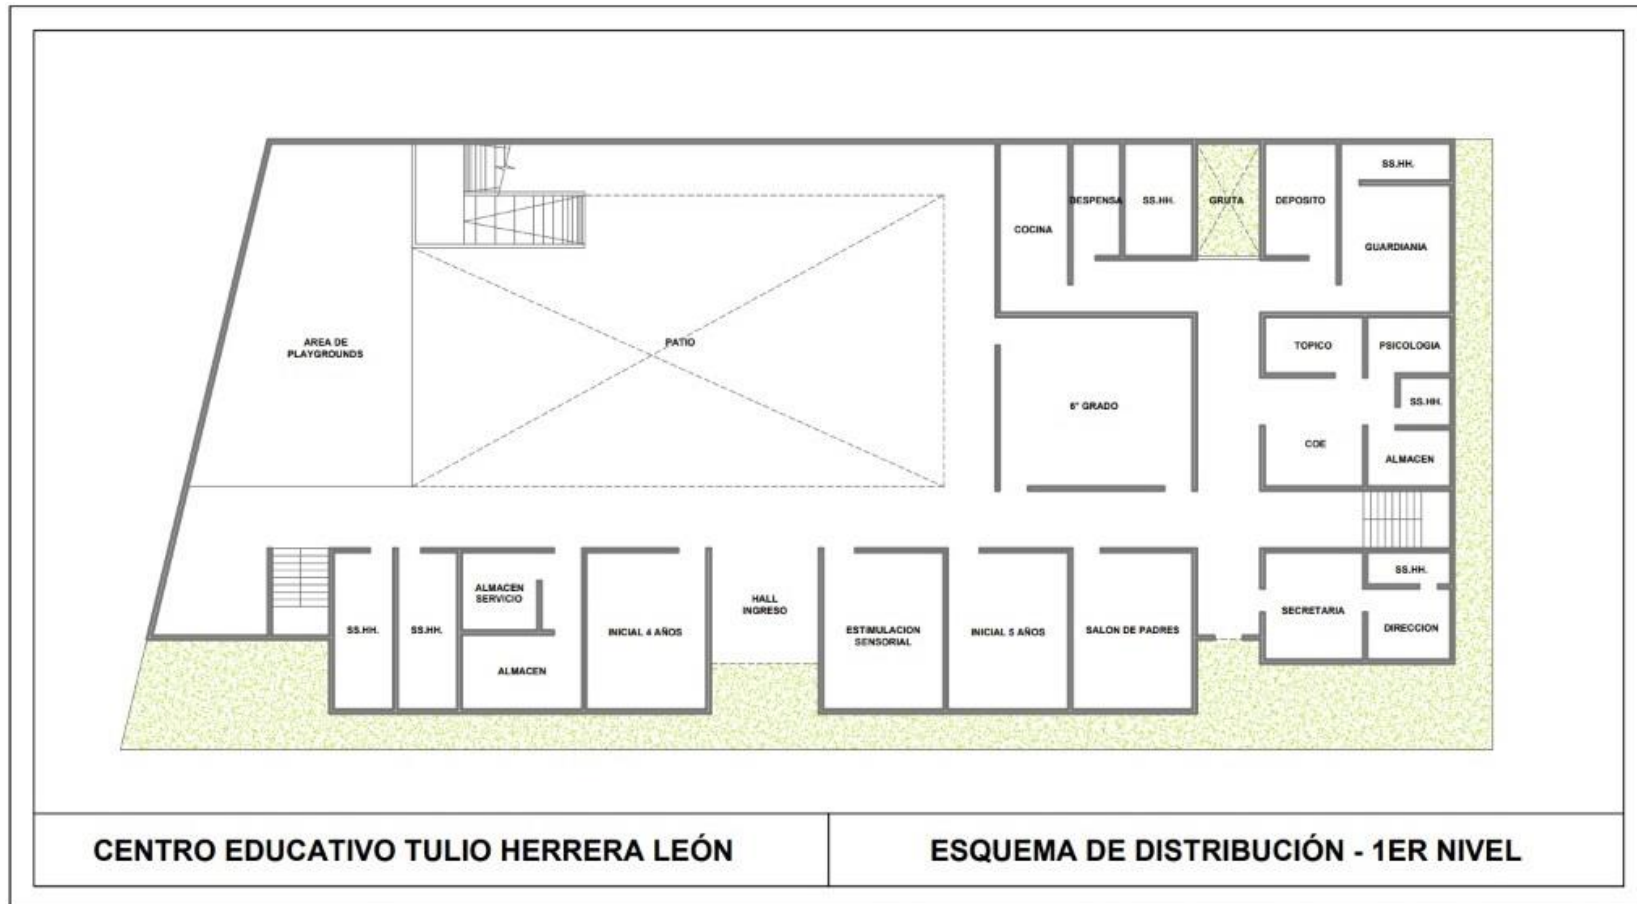 SS.HH.
COCINA
DESPENSA
SS.HH.
GRUTA
DEPOSITO
GUARDIANIA
AREA DE
PLAYGROUNDS
PATIO
TOPICO
PSICOLOGIA
6° GRADO
SS.HH.
COE
ALMACEN
SS.HH.
ALMACEN
SERVICIO
HALL
INGRESO
SECRETARIA
SS.HH.
SS.HH.
INICIAL 4 AÑOS
ESTIMULACION
SENSORIAL
INICIAL 5 AÑOS
SALON DE PADRES
DIRECCION
ALMACEN
CENTRO EDUCATIVO TULIO HERRERA LEÓN
ESQUEMA DE DISTRIBUCIÓN - 1ER NIVEL